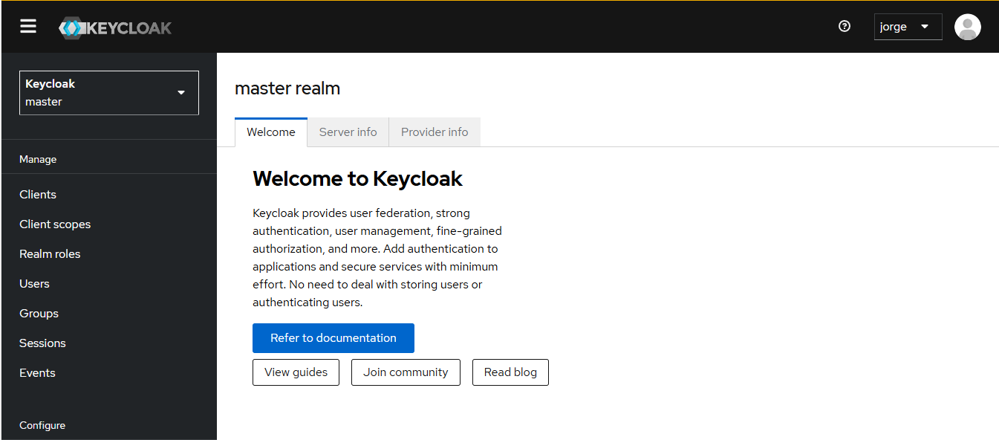 KEYCLOAK
jorge
Keycloak
master
Manage
Clients
Client scopes
Realm roles
Users
Groups
Sessions
Events
Configure
master realm
Welcome
Server info
Provider info
Welcome to Keycloak
Keycloak provides user federation, strong
authentication, user management, fine-grained
authorization, and more. Add authentication to
applications and secure services with minimum
effort. No need to deal with storing users or
authenticating users.
Refer to documentation
View guides
Join community
Read blog